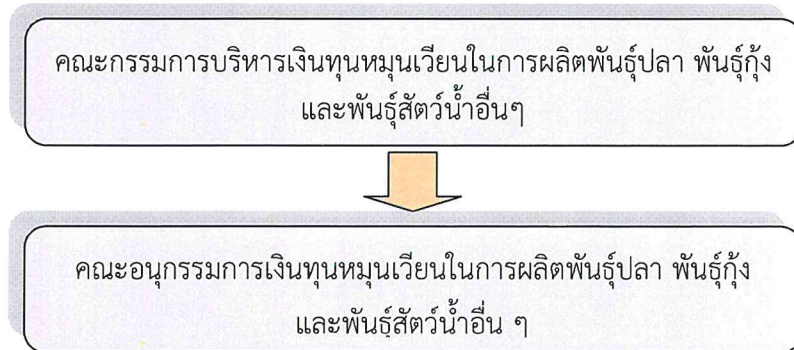 คณะกรรมการบริหารเงินทุนหมุนเวียนในการผลิตพันธุ์ปลา พันธุ์กุ้ง
และพันธุ์สัตว์น้ำอื่นๆ
คณะอนุกรรมการเงินทุนหมุนเวียนในการผลิตพันธุ์ปลา พันธุ์กุ้ง
และพันธุ์สัตว์น้ำอื่น ๆ